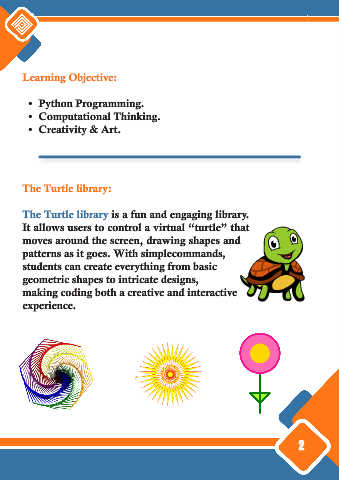 Learning Objective:
• Python Programming.
• Computational Thinking.
• Creativity & Art.
The Turtle library:
The Turtle library is a fun and engaging library.
It allows users to control a virtual “turtle” that
moves around the screen, drawing shapes and
patterns as it goes. With simplecommands,
students can create everything from basic
geometric shapes to intricate designs,
making coding both a creative and interactive
experience.
2